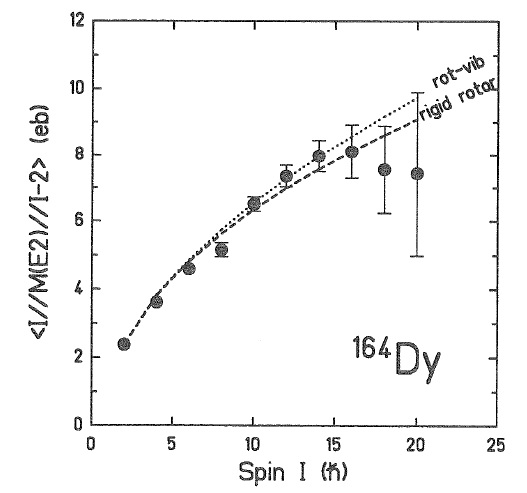 12
10
8
6
4
2
0
<I//M(E2)//I-2> (eb)
rot-vib
rigid rotor
¹⁶⁴Dy
0 5 10 15 20 25
Spin I (ħ)